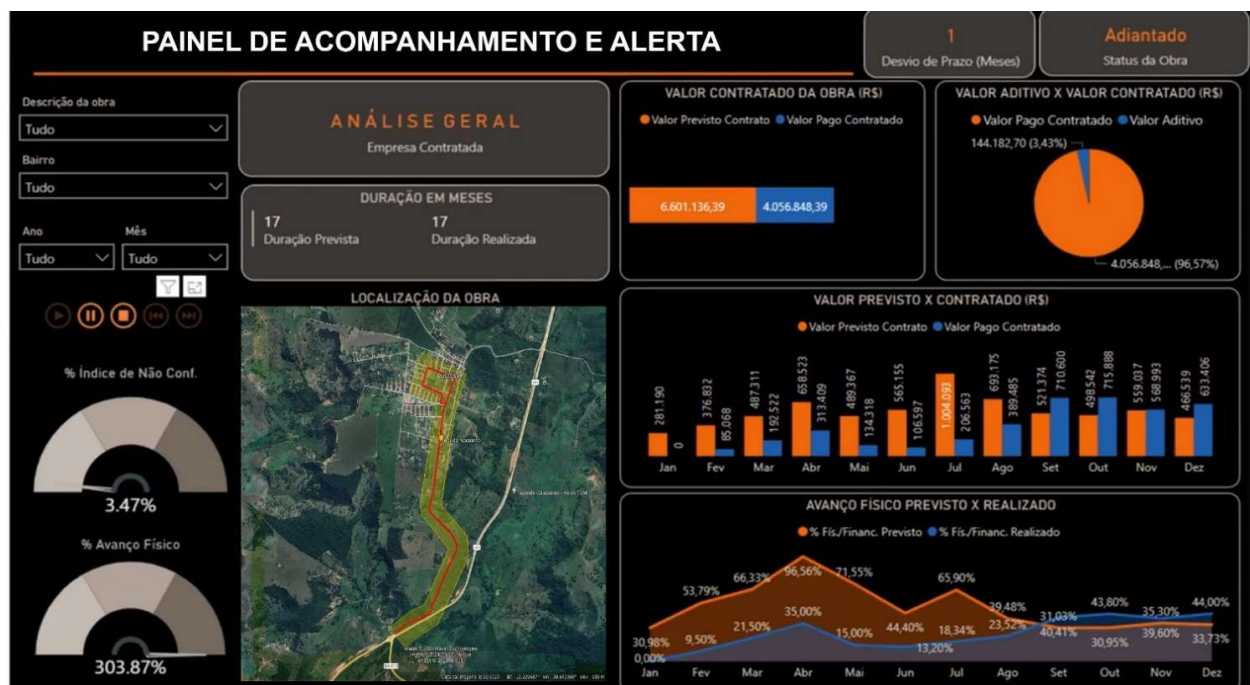 PAINEL DE ACOMPANHAMENTO E ALERTA
1
Desvio de Prazo (Meses)
Adiantado
Status da Obra
Descrição da obra
Tudo
Bairro
Tudo
Ano
Mês
Tudo
Tudo
% Índice de Não Conf.
3.47%
% Avanço Físico
303.87%
ANÁLISE GERAL
Empresa Contratada
DURAÇÃO EM MESES
17
17
Duração Prevista
Duração Realizada
LOCALIZAÇÃO DA OBRA
VALOR CONTRATADO DA OBRA (R$)
Valor Previsto Contrato Valor Pago Contratado
6.601.136,39 4.056.848,39
VALOR ADITIVO X VALOR CONTRATADO (R$)
Valor Pago Contratado Valor Aditivo
144.182,70 (3,43%)
4.056.848,... (96,57%)
VALOR PREVISTO X CONTRATADO (R$)
Valor Previsto Contrato Valor Pago Contratado
281.190 0 376.832 85.068 487.311 192.522 658.523 313.409 489.367 134.318 565.155 106.597 1.004.093 206.563 693.175 389.485 521.374 710.600 498.542 715.888 559.037 568.993 466.539 633.406
Jan Fev Mar Abr Mai Jun Jul Ago Set Out Nov Dez
AVANÇO FÍSICO PREVISTO X REALIZADO
% Fís./Financ. Previsto % Fís./Financ. Realizado
30,98% 53,79% 66,33% 96,56% 71,55% 44,40% 65,90% 39,48% 40,41% 30,95% 39,60% 33,73%
0,00% 9,50% 21,50% 35,00% 15,00% 13,20% 18,34% 23,52% 31,03% 43,80% 35,30% 44,00%
Jan Fev Mar Abr Mai Jun Jul Ago Set Out Nov Dez